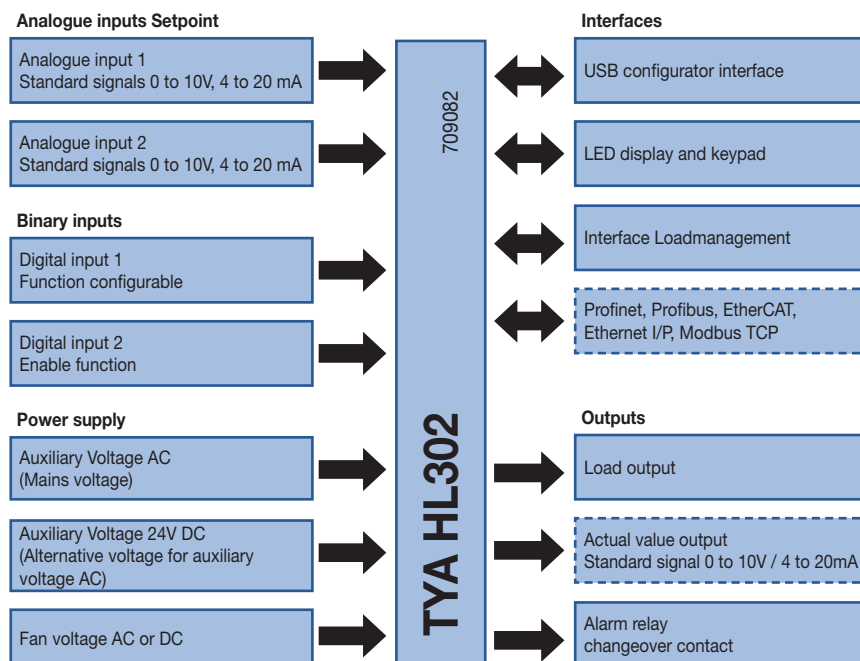 Analogue inputs Setpoint
Analogue input 1
Standard signals 0 to 10V, 4 to 20 mA
Analogue input 2
Standard signals 0 to 10V, 4 to 20 mA
Binary inputs
Digital input 1
Function configurable
Digital input 2
Enable function
Power supply
Auxiliary Voltage AC
(Mains voltage)
Auxiliary Voltage 24V DC
(Alternative voltage for auxiliary
voltage AC)
Fan voltage AC or DC
709082
TYA HL302
Interfaces
USB configurator interface
LED display and keypad
Interface Loadmanagement
Profinet, Profibus, EtherCAT,
Ethernet I/P, Modbus TCP
Outputs
Load output
Actual value output
Standard signal 0 to 10V / 4 to 20mA
Alarm relay
changeover contact